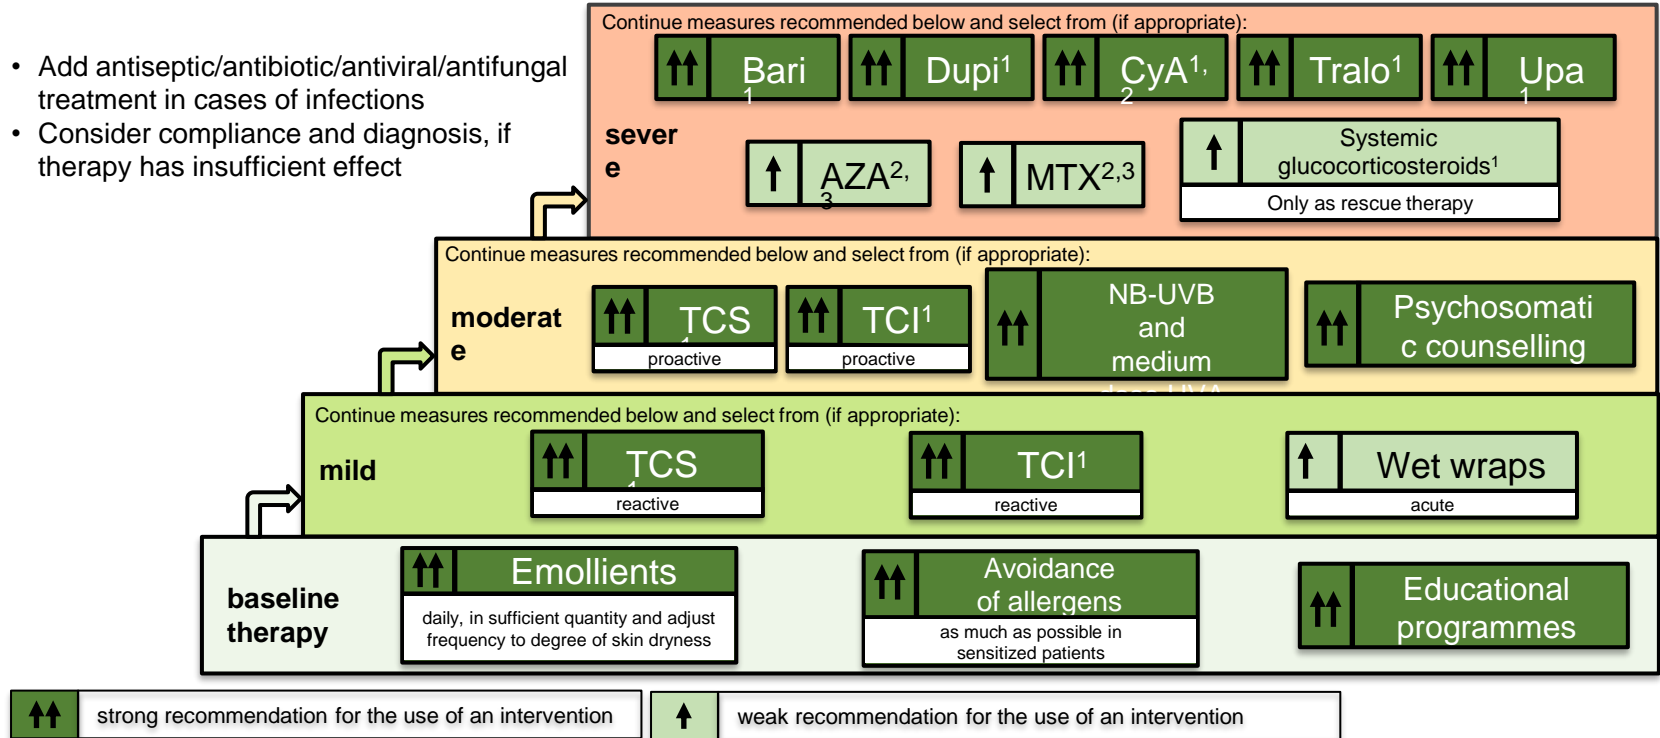 Continue measures recommended below and select from (if appropriate):
• Add antiseptic/antibiotic/antiviral/antifungal
treatment in cases of infections
• Consider compliance and diagnosis, if
therapy has insufficient effect
Bari
1
Dupi1
CyA1,
2
Tralo1
Upa
1
sever
e
AZA2,
3
MTX2,3
Systemic
glucocorticosteroids1
Only as rescue therapy
Continue measures recommended below and select from (if appropriate):
moderat
e
TCS
1
proactive
TCI1
proactive
NB-UVB
and
medium
dose UVA
Psychosomati
c counselling
Continue measures recommended below and select from (if appropriate):
mild
TCS
1
reactive
TCI1
reactive
Wet wraps
acute
baseline
therapy
Emollients
daily, in sufficient quantity and adjust
frequency to degree of skin dryness
Avoidance
of allergens
as much as possible in
sensitized patients
Educational
programmes
strong recommendation for the use of an intervention
weak recommendation for the use of an intervention